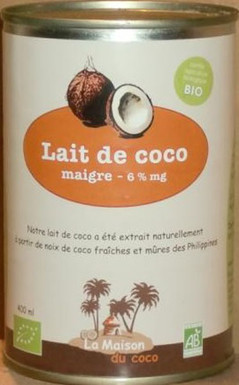 BIO
Lait de coco
maigre - 6 % mg
Notre lait de coco a été extrait naturellement
à partir de noix de coco fraîches et mûres des Philippines
400 ml
La Maison
du coco
AB